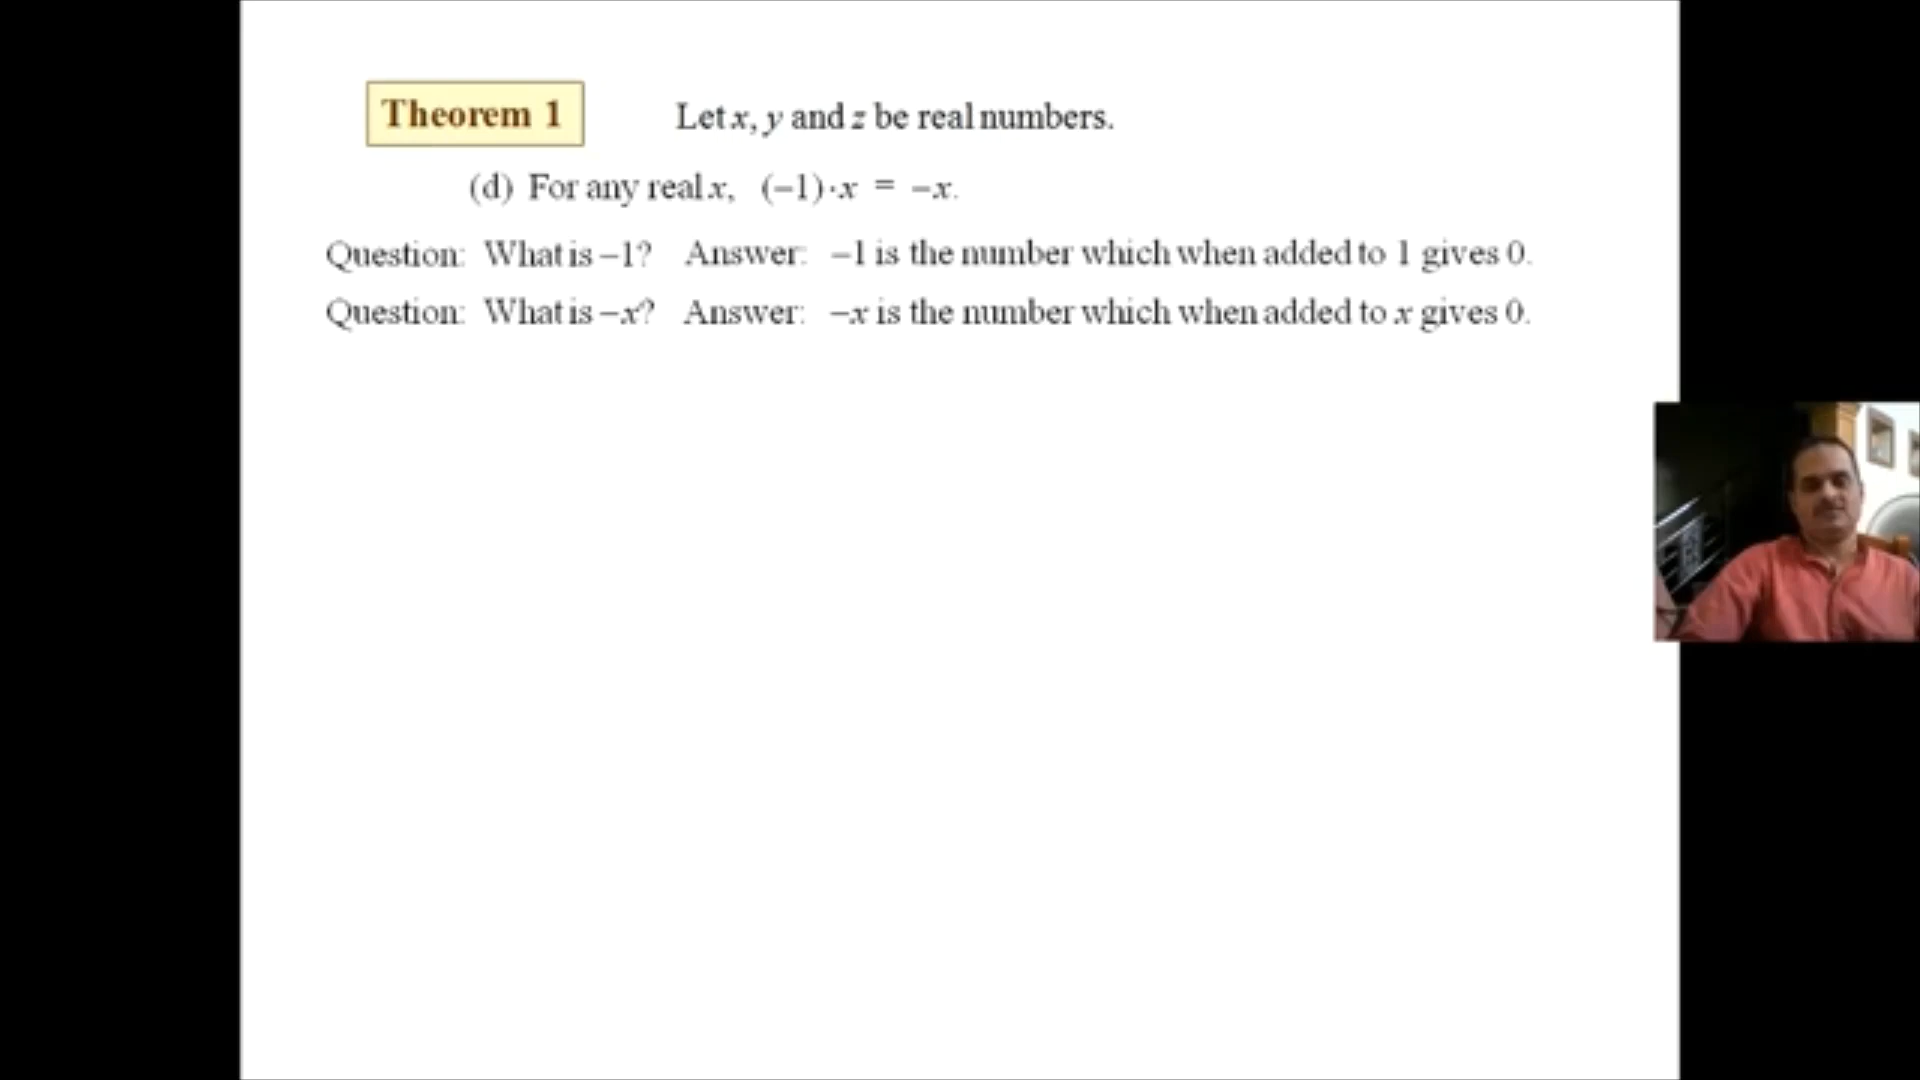 Theorem 1 Let x, y and z be real numbers.
(d) For any real x, (−1)·x = −x.
Question: What is −1? Answer: −1 is the number which when added to 1 gives 0.
Question: What is −x? Answer: −x is the number which when added to x gives 0.